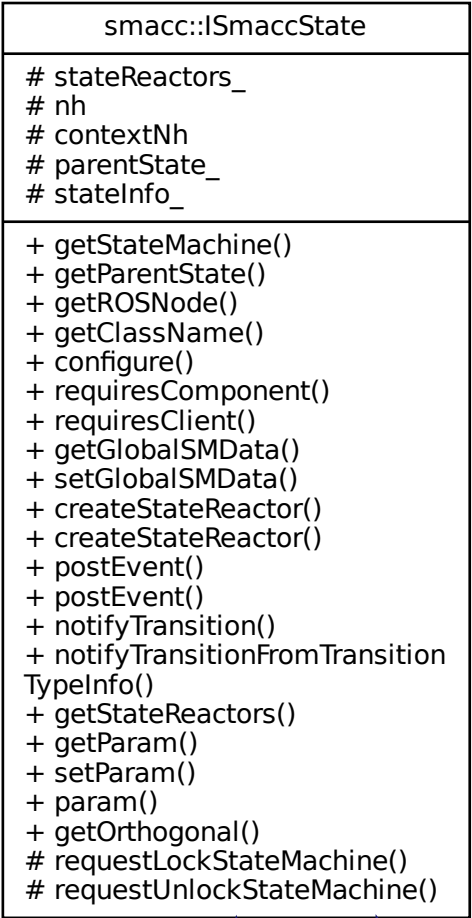 smacc::ISmaccState
# stateReactors_
# nh
# contextNh
# parentState_
# stateInfo_
+ getStateMachine()
+ getParentState()
+ getROSNode()
+ getClassName()
+ configure()
+ requiresComponent()
+ requiresClient()
+ getGlobalSMData()
+ setGlobalSMData()
+ createStateReactor()
+ createStateReactor()
+ postEvent()
+ postEvent()
+ notifyTransition()
+ notifyTransitionFromTransition
TypeInfo()
+ getStateReactors()
+ getParam()
+ setParam()
+ param()
+ getOrthogonal()
# requestLockStateMachine()
# requestUnlockStateMachine()